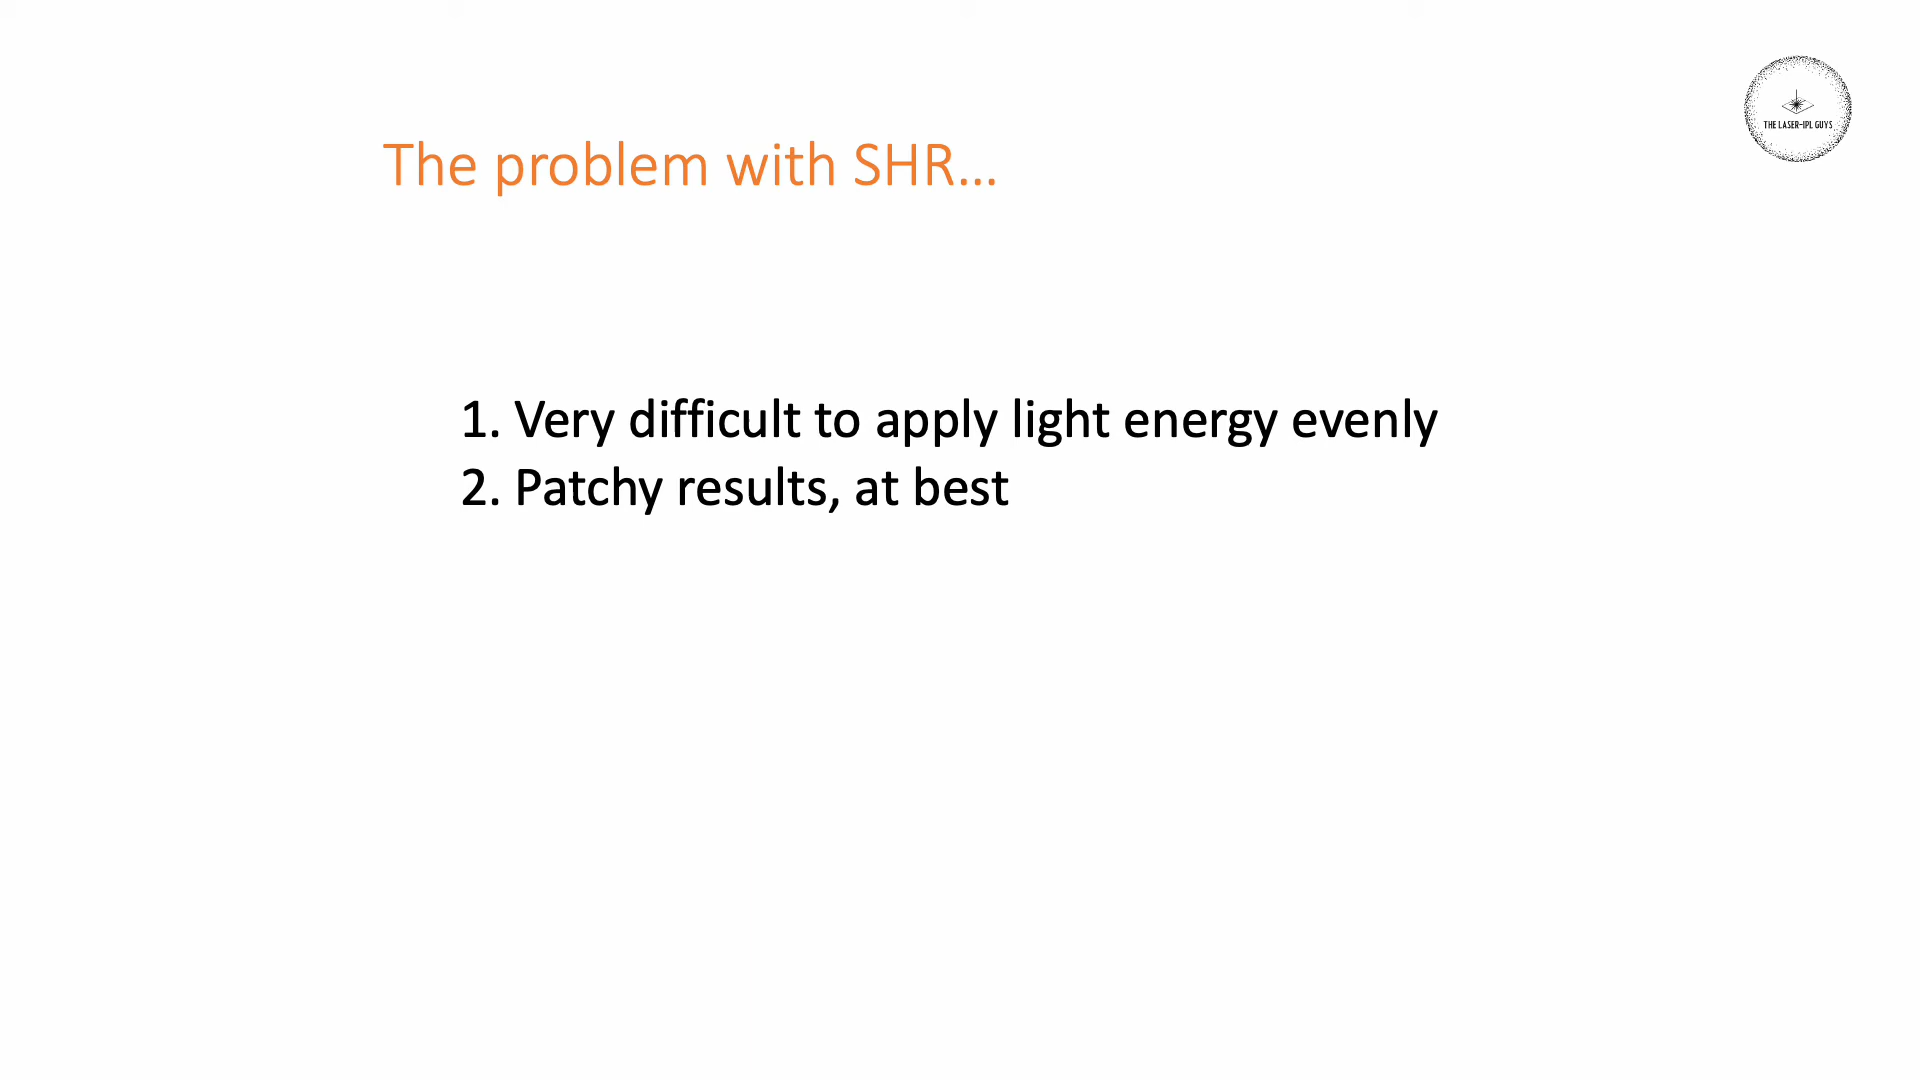 THE LASER-IPL GUYS
The problem with SHR...
1. Very difficult to apply light energy evenly
2. Patchy results, at best